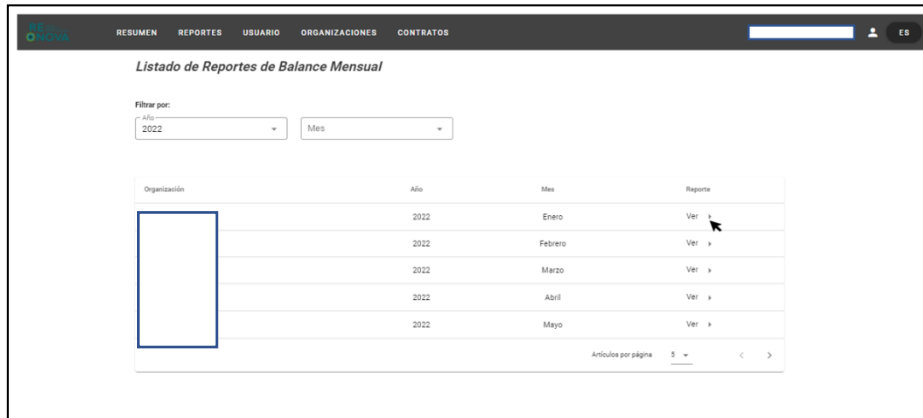 RE
NOVA
RESUMEN REPORTES USUARIO ORGANIZACIONES CONTRATOS ES
Listado de Reportes de Balance Mensual
Filtrar por:
Año
2022 Mes
Organización Año Mes Reporte
2022 Enero Ver
2022 Febrero Ver
2022 Marzo Ver
2022 Abril Ver
2022 Mayo Ver
Artículos por página 5